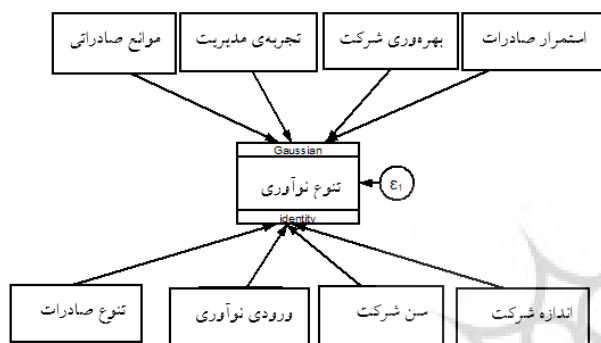 استمرار صادرات
بهره‌وری شرکت
تجربه‌ی مدیریت
موانع صادراتی
Gaussian
تنوع نوآوری
ε1
identity
اندازه شرکت
سن شرکت
ورودی نوآوری
تنوع صادرات